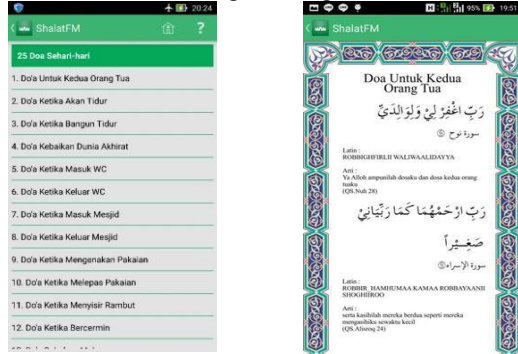 20:24
ShalatFM
?
25 Doa Sehari-hari
1. Do'a Untuk Kedua Orang Tua
2. Do'a Ketika Akan Tidur
3. Do'a Ketika Bangun Tidur
4. Do'a Kebaikan Dunia Akhirat
5. Do'a Ketika Masuk WC
6. Do'a Ketika Keluar WC
7. Do'a Ketika Masuk Mesjid
8. Do'a Ketika Keluar Mesjid
9. Do'a Ketika Mengenakan Pakaian
10. Do'a Ketika Melepas Pakaian
11. Do'a Ketika Menyisir Rambut
12. Do'a Ketika Bercermin
95% 19:51
ShalatFM
Doa Untuk Kedua
Orang Tua
رَبِّ اغْفِرْ لِيْ وَلِوَالِدَيَّ
سورة نوح
Latin :
ROBBIGHFIRLII WALIWAALIDAYYA
Arti :
Ya Alloh ampunilah dosaku dan dosa kedua orang
tuaku
(QS.Nuh 28)
رَبِّ ارْحَمْهُمَا كَمَا رَبَّيَانِيْ
صَغِيْراً
سورة الإسراء
Latin :
ROBBIR_HAMHUMAA KAMAA ROBBAYAANII
SHOGHIIROO
Arti :
serta kasihilah mereka berdua seperti mereka
mengasihiku sewaktu kecil
(QS.Alisroq 24)